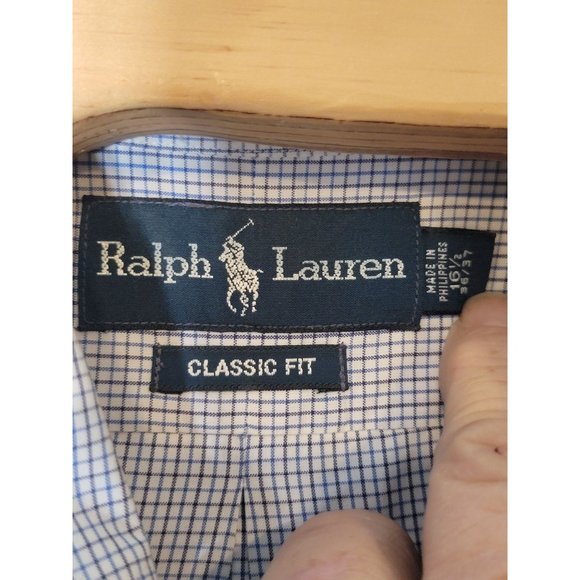 Ralph Lauren
CLASSIC FIT
MADE IN
PHILIPPINES
16½
36/37